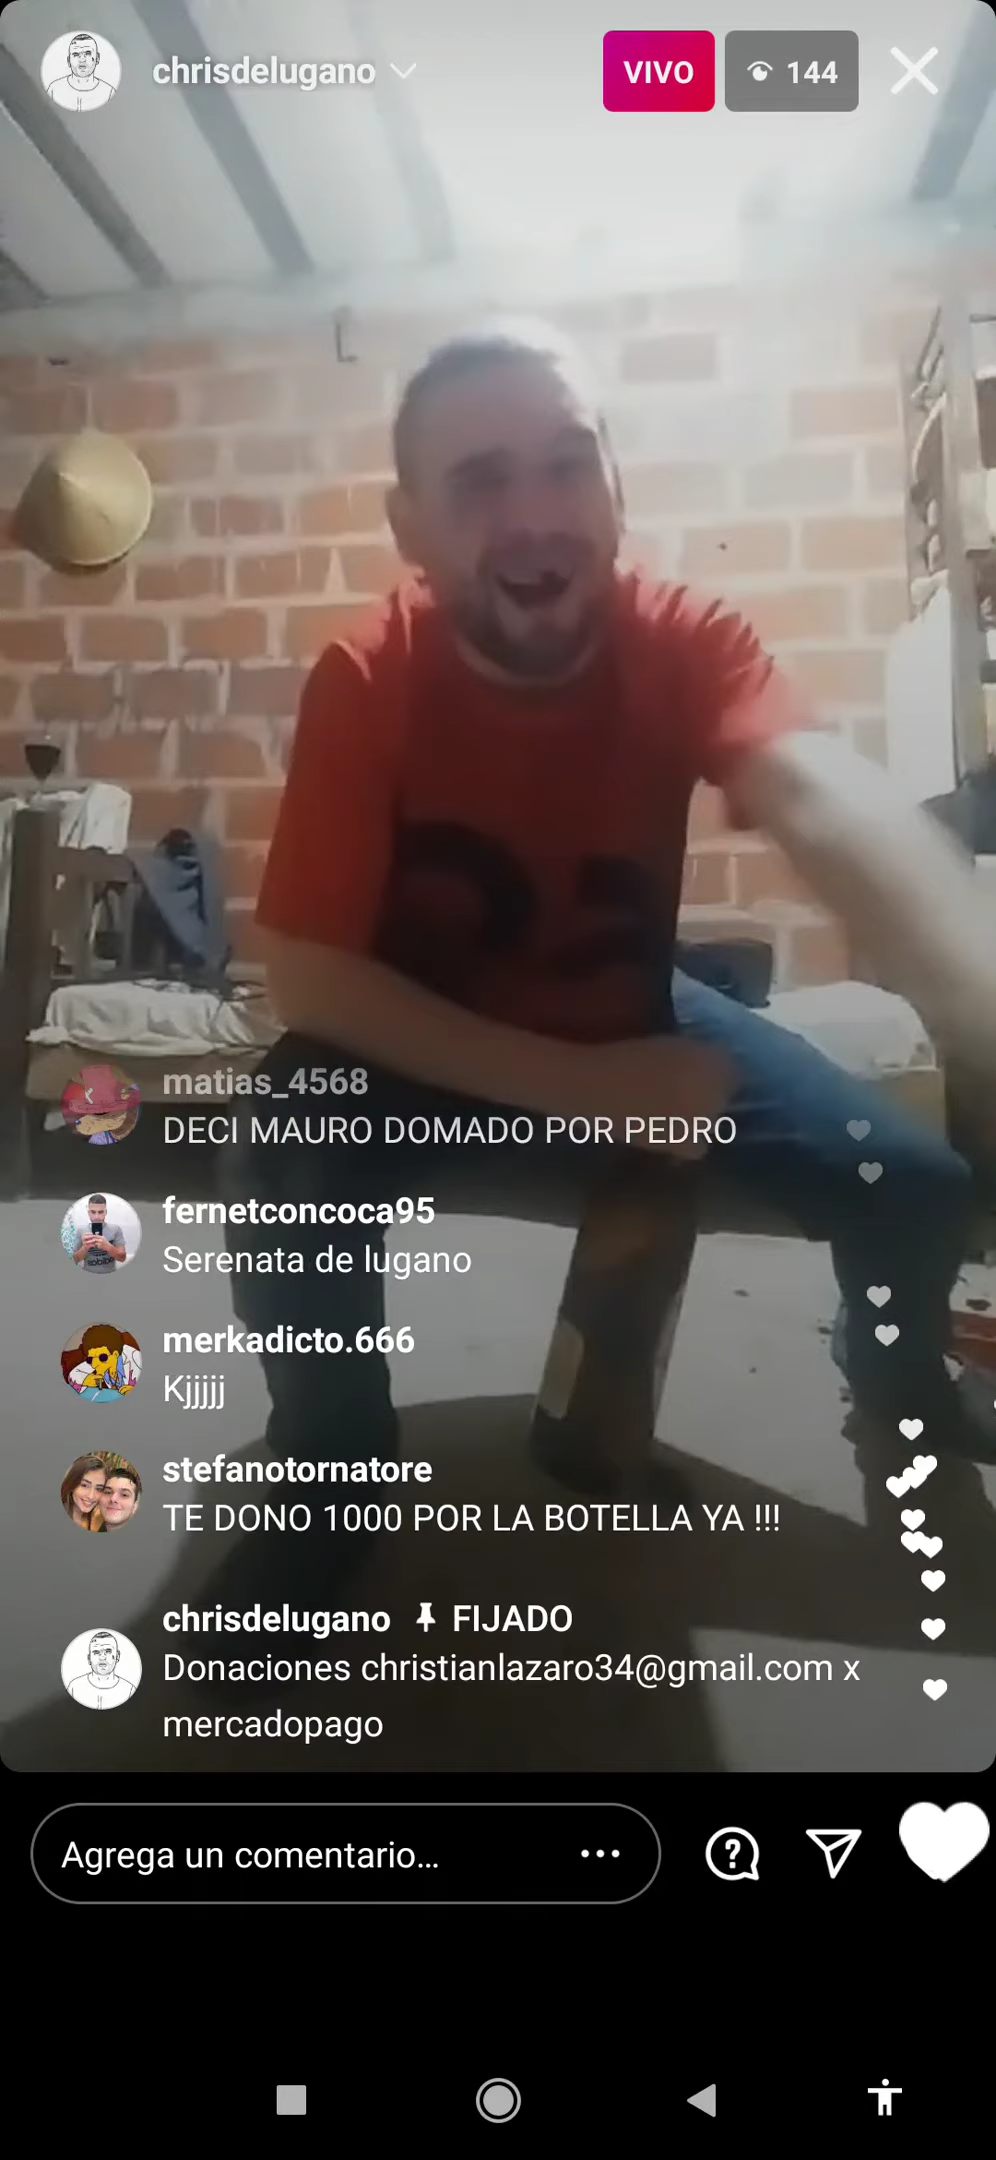 chrisdelugano
VIVO
144
matias_4568
DECI MAURO DOMADO POR PEDRO
fernetconcoca95
Serenata de lugano
merkadicto.666
Kjjjjj
stefanotornatore
TE DONO 1000 POR LA BOTELLA YA !!!
chrisdelugano FIJADO
Donaciones christianlazaro34@gmail.com x
mercadopago
Agrega un comentario...